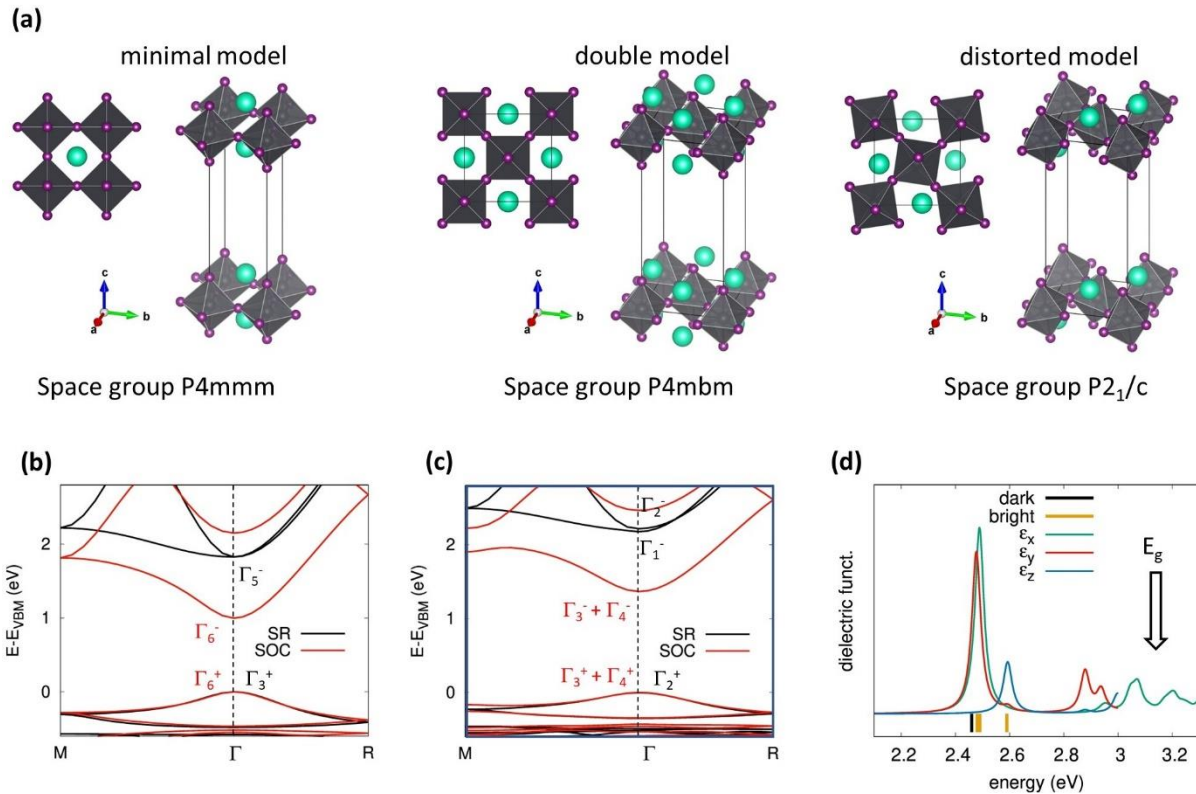 (a)
minimal model
double model
distorted model
c
b
a
c
b
a
c
b
a
Space group P4mmm
Space group P4mbm
Space group P2₁/c
(b)
E-E_VBM (eV)
2
1
0
Γ₅⁻
Γ₆⁻
SR
SOC
Γ₆⁺
Γ₃⁺
M
Γ
R
(c)
E-E_VBM (eV)
2
1
0
Γ₂⁻
Γ₁⁻
Γ₃⁻ + Γ₄⁻
SR
SOC
Γ₃⁺ + Γ₄⁺
Γ₂⁺
M
Γ
R
(d)
dielectric funct.
dark
bright
εₓ
ε_y
ε_z
E_g
2.2
2.4
2.6
2.8
3
3.2
energy (eV)